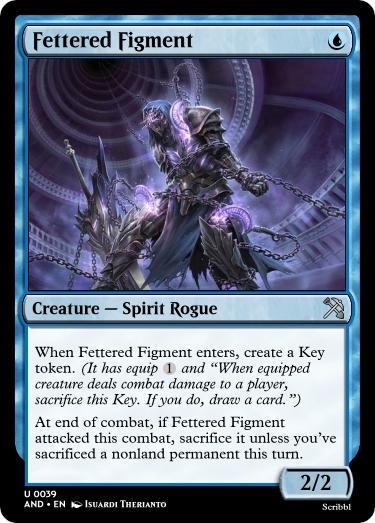 Fettered Figment
Creature — Spirit Rogue
When Fettered Figment enters, create a Key
token. (It has equip 1 and “When equipped
creature deals combat damage to a player,
sacrifice this Key. If you do, draw a card.”)
At end of combat, if Fettered Figment
attacked this combat, sacrifice it unless you’ve
sacrificed a nonland permanent this turn.
2/2
U 0039
AND • EN Isuardi Therianto
Scribbl